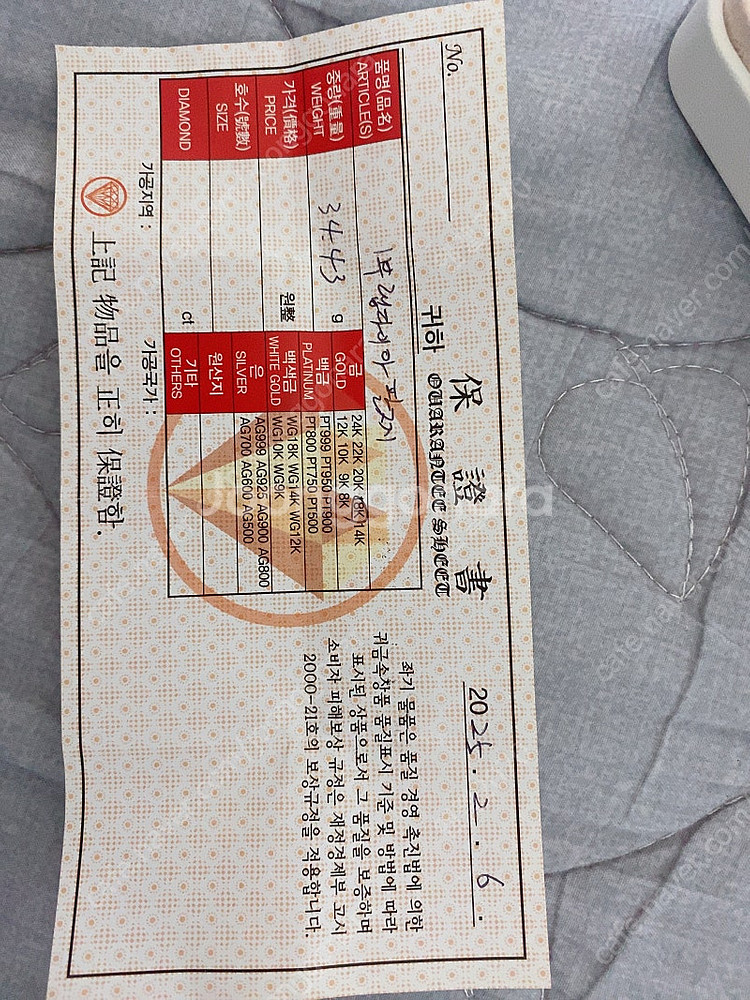 No.
保 證 書
2025. 2. 6.
귀하 GUARANTEE SHEET
품명(品名)
ARTICLE(S)
1부 랩다이아 팔찌
중량(重量)
WEIGHT
34.43 g
가격(價格)
PRICE
원整
호수(號數)
SIZE
DIAMOND
ct
금
GOLD
24K 22K 20K 18K 14K
12K 10K 9K 8K
백금
PLATINUM
PT999 PT950 PT900
PT800 PT750 PT500
백색금
WHITE GOLD
WG18K WG14K WG12K
WG10K WG9K
은
SILVER
AG999 AG925 AG900 AG800
AG700 AG600 AG500
원산지
기타
OTHERS
좌기 물품은 품질 경영 촉진법에 의한
귀금속장품 품질표시 기준 및 방법에 따라
표시된 상품으로서 그 품질을 보증하며
소비자 피해보상 규정은 재정경제부 고시
2000-21호의 보상규정을 적용합니다.
가공지역 :
가공국가 :
上記 物品을 正히 保證함.